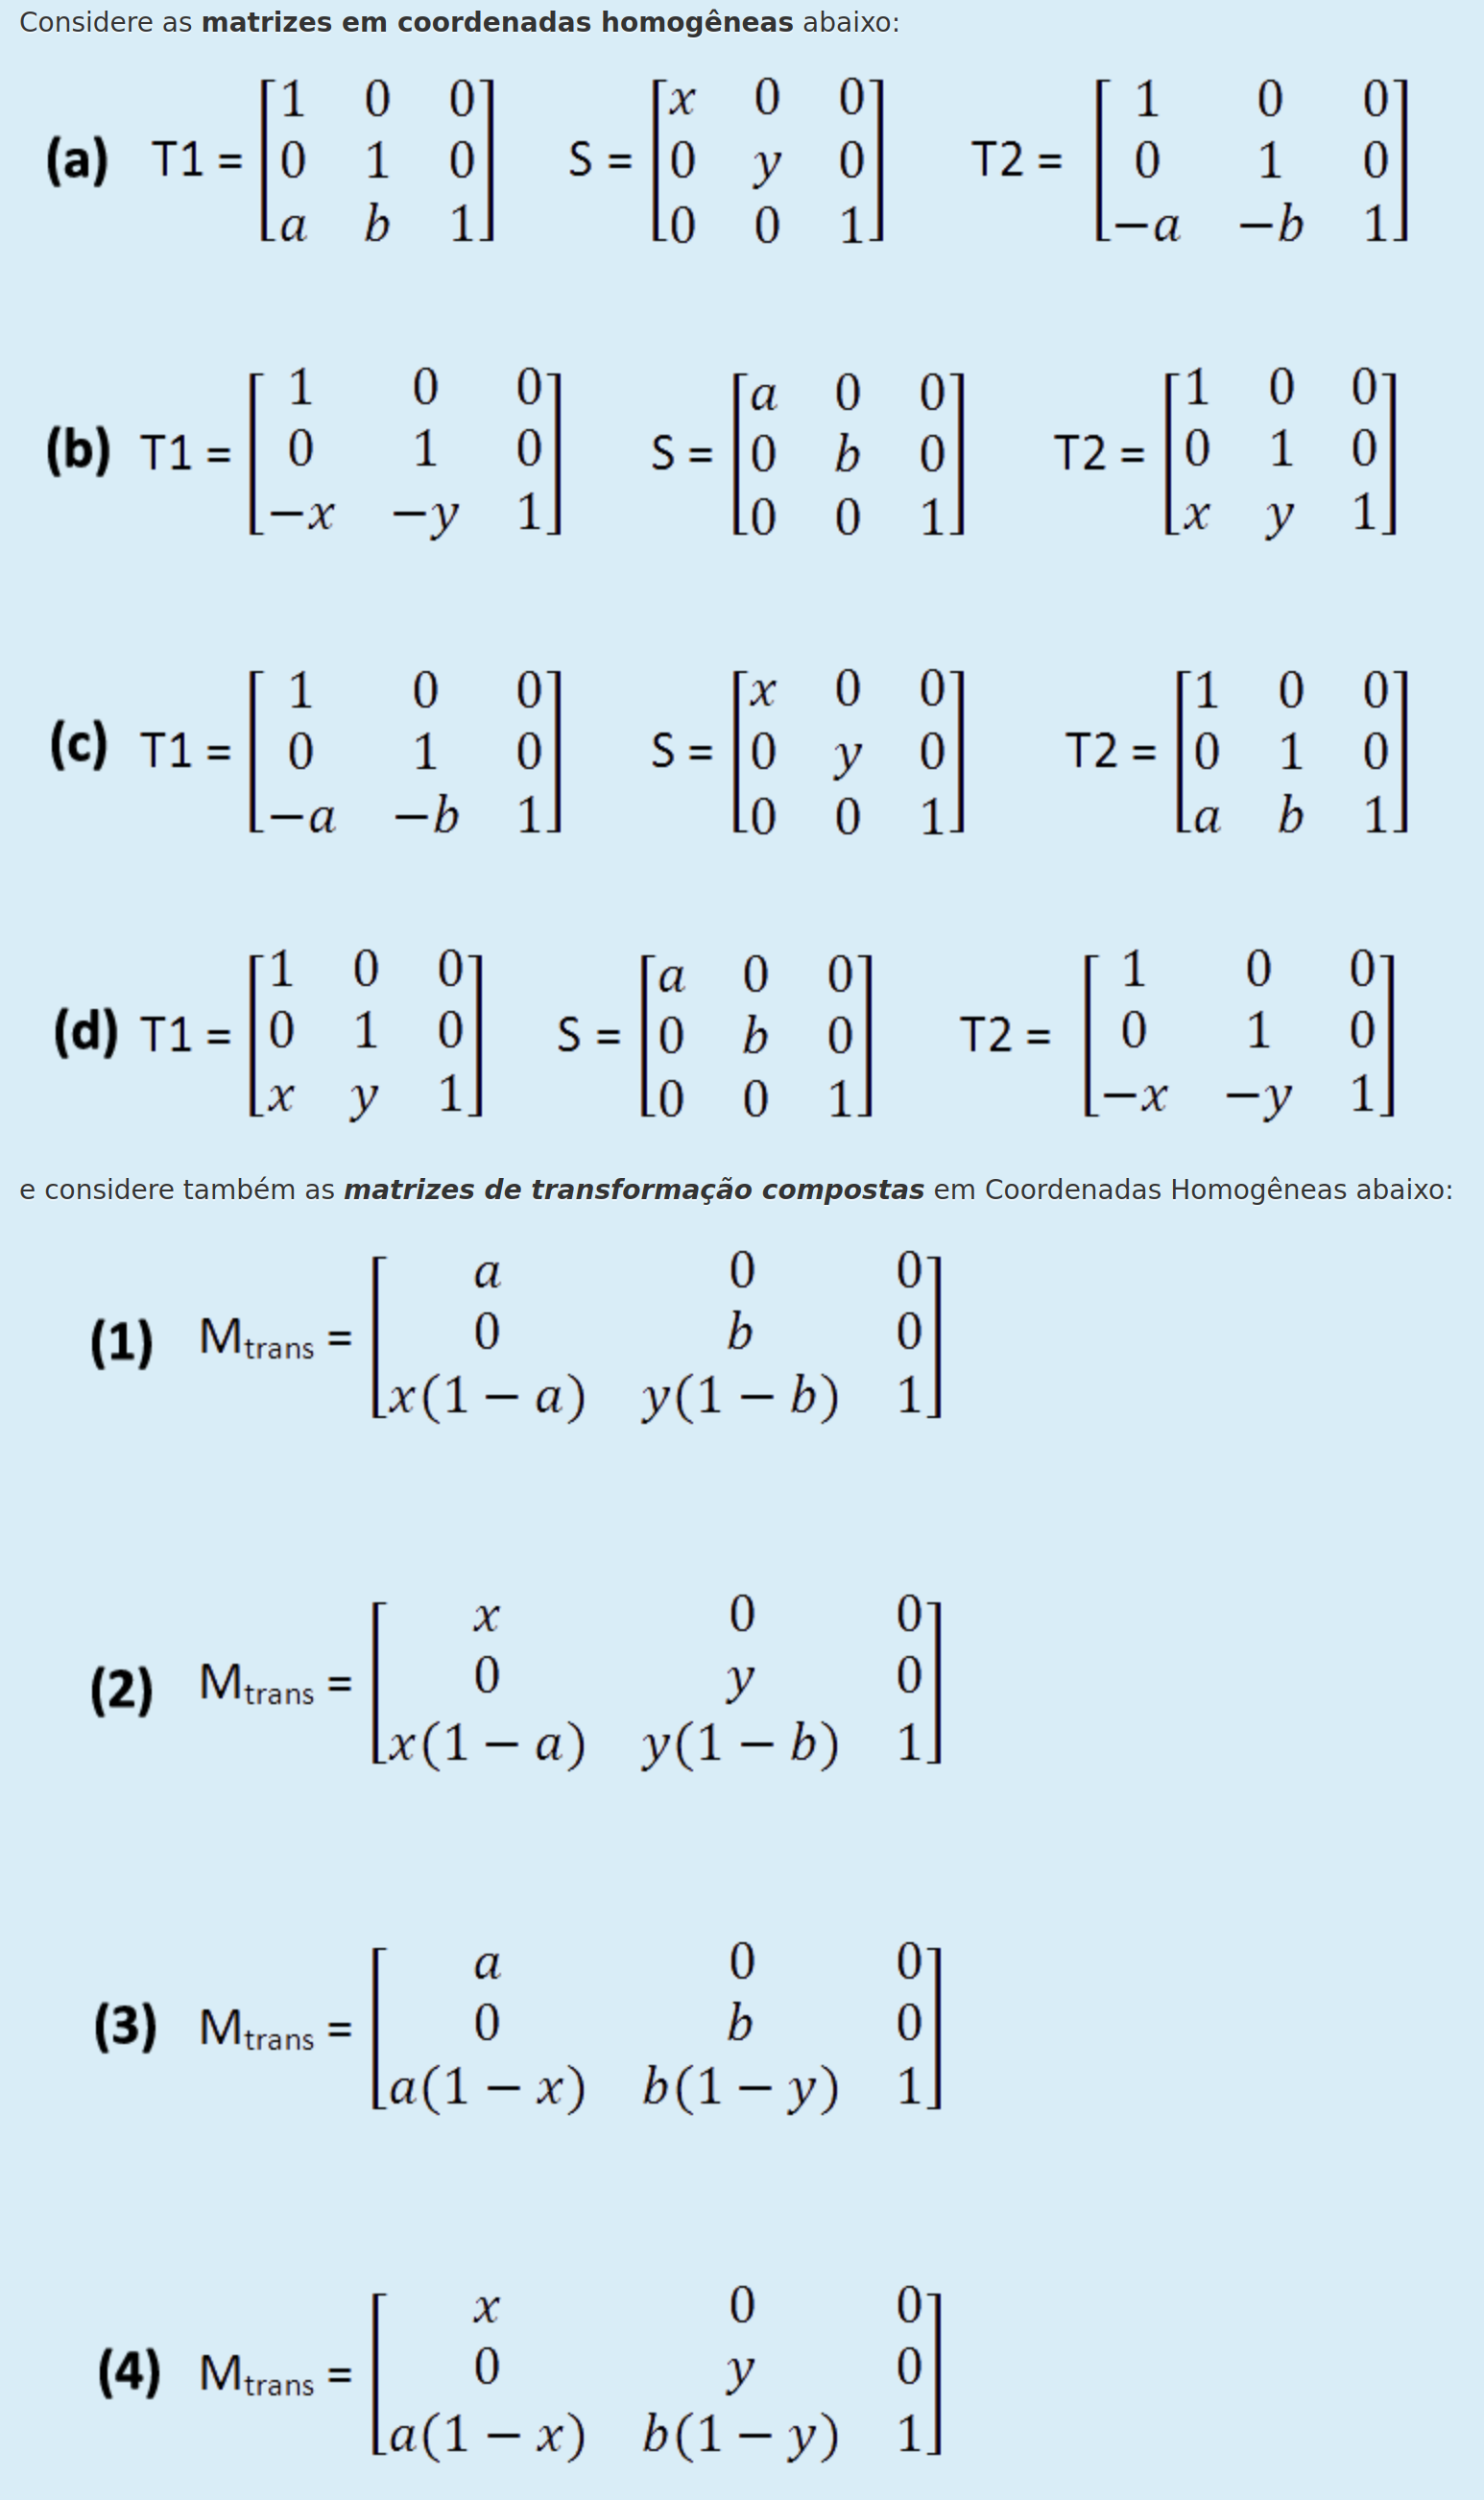 Considere as matrizes em coordenadas homogêneas abaixo:
1 0 0 x 0 0 1 0 0
(a) T1 = 0 1 0 S = 0 y 0 T2 = 0 1 0
a b 1 0 0 1 −a −b 1
1 0 0 a 0 0 1 0 0
(b) T1 = 0 1 0 S = 0 b 0 T2 = 0 1 0
−x −y 1 0 0 1 x y 1
1 0 0 x 0 0 1 0 0
(c) T1 = 0 1 0 S = 0 y 0 T2 = 0 1 0
−a −b 1 0 0 1 a b 1
1 0 0 a 0 0 1 0 0
(d) T1 = 0 1 0 S = 0 b 0 T2 = 0 1 0
x y 1 0 0 1 −x −y 1
e considere também as matrizes de transformação compostas em Coordenadas Homogêneas abaixo:
a 0 0
(1) Mtrans = 0 b 0
x(1 − a) y(1 − b) 1
x 0 0
(2) Mtrans = 0 y 0
x(1 − a) y(1 − b) 1
a 0 0
(3) Mtrans = 0 b 0
a(1 − x) b(1 − y) 1
x 0 0
(4) Mtrans = 0 y 0
a(1 − x) b(1 − y) 1